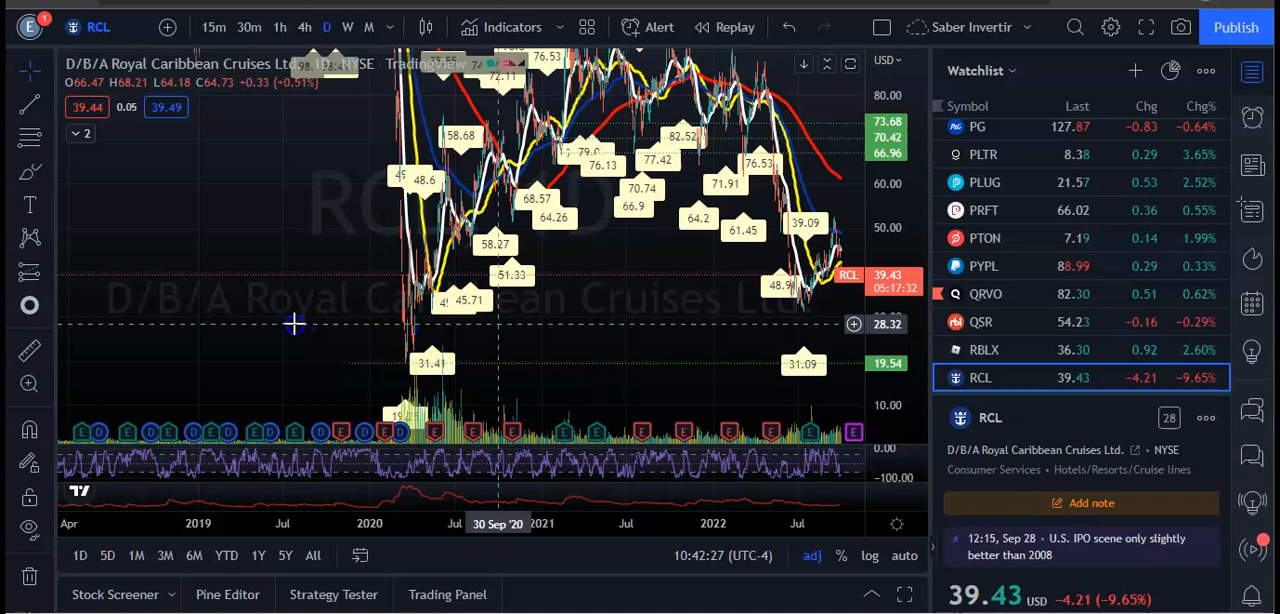 E
1
RCL
15m 30m 1h 4h D W M
Indicators
Alert
Replay
Saber Invertir
Publish
D/B/A Royal Caribbean Cruises Ltd.
NYSE
TradingView
O66.47 H68.21 L64.18 C64.73 +0.33 (+0.51%)
39.44 0.05 39.49
2
USD
80.00
73.68
70.42
66.96
60.00
50.00
RCL 39.43
05:17:32
28.32
19.54
10.00
0.00
-100.00
76.53
72.11
58.68
82.52
79.0
76.13
77.42
76.53
48.6
68.57
70.74
71.91
66.9
64.26
64.2
61.45
39.09
58.27
51.33
45.71
48.9
31.41
31.09
RCL, 1D
D/B/A Royal Caribbean Cruises Ltd.
Apr 2019 Jul 2020 Jul 30 Sep '20 2021 Jul 2022 Jul
1D 5D 1M 3M 6M YTD 1Y 5Y All
10:42:27 (UTC-4)
adj % log auto
Stock Screener
Pine Editor
Strategy Tester
Trading Panel
Watchlist
Symbol Last Chg Chg%
PG 127.87 −0.83 −0.64%
PLTR 8.38 0.29 3.65%
PLUG 21.57 0.53 2.52%
PRFT 66.02 0.36 0.55%
PTON 7.19 0.14 1.99%
PYPL 88.99 0.29 0.33%
QRVO 82.30 0.51 0.62%
QSR 54.23 −0.16 −0.29%
RBLX 36.30 0.92 2.60%
RCL 39.43 −4.21 −9.65%
RCL
28
D/B/A Royal Caribbean Cruises Ltd. • NYSE
Consumer Services • Hotels/Resorts/Cruise lines
Add note
12:15, Sep 28 • U.S. IPO scene only slightly
better than 2008
39.43 USD −4.21 (−9.65%)